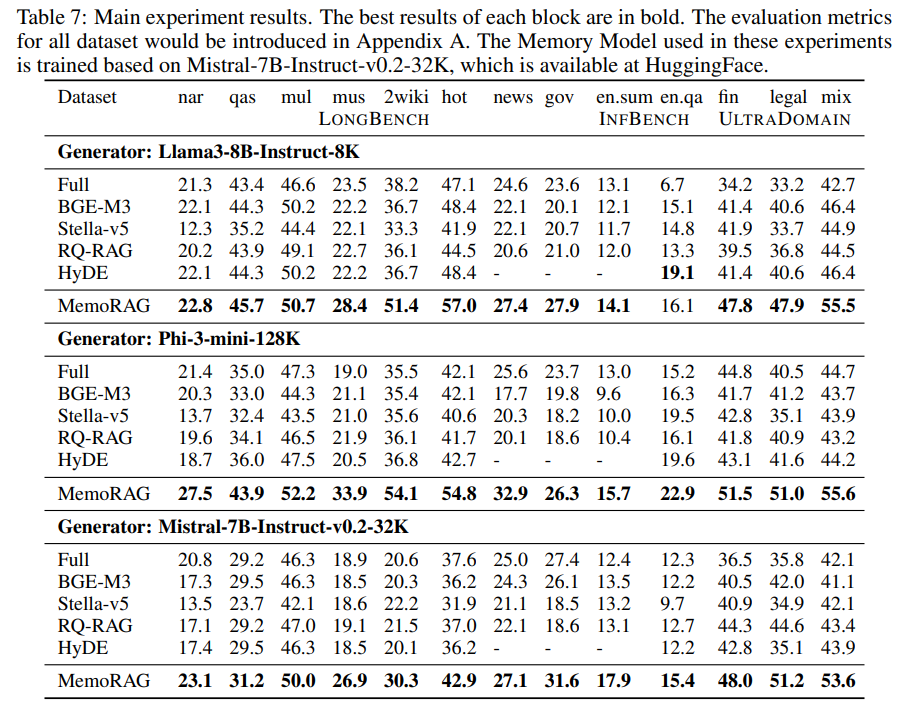 Table 7: Main experiment results. The best results of each block are in bold. The evaluation metrics
for all dataset would be introduced in Appendix A. The Memory Model used in these experiments
is trained based on Mistral-7B-Instruct-v0.2-32K, which is available at HuggingFace.
Dataset nar qas mul mus 2wiki hot news gov en.sum en.qa fin legal mix
LONGBENCH INFBENCH ULTRADOMAIN
Generator: Llama3-8B-Instruct-8K
Full 21.3 43.4 46.6 23.5 38.2 47.1 24.6 23.6 13.1 6.7 34.2 33.2 42.7
BGE-M3 22.1 44.3 50.2 22.2 36.7 48.4 22.1 20.1 12.1 15.1 41.4 40.6 46.4
Stella-v5 12.3 35.2 44.4 22.1 33.3 41.9 22.1 20.7 11.7 14.8 41.9 33.7 44.9
RQ-RAG 20.2 43.9 49.1 22.7 36.1 44.5 20.6 21.0 12.0 13.3 39.5 36.8 44.5
HyDE 22.1 44.3 50.2 22.2 36.7 48.4 - - - 19.1 41.4 40.6 46.4
MemoRAG 22.8 45.7 50.7 28.4 51.4 57.0 27.4 27.9 14.1 16.1 47.8 47.9 55.5
Generator: Phi-3-mini-128K
Full 21.4 35.0 47.3 19.0 35.5 42.1 25.6 23.7 13.0 15.2 44.8 40.5 44.7
BGE-M3 20.3 33.0 44.3 21.1 35.4 42.1 17.7 19.8 9.6 16.3 41.7 41.2 43.7
Stella-v5 13.7 32.4 43.5 21.0 35.6 40.6 20.3 18.2 10.0 19.5 42.8 35.1 43.9
RQ-RAG 19.6 34.1 46.5 21.9 36.1 41.7 20.1 18.6 10.4 16.1 41.8 40.9 43.2
HyDE 18.7 36.0 47.5 20.5 36.8 42.7 - - - 19.6 43.1 41.6 44.2
MemoRAG 27.5 43.9 52.2 33.9 54.1 54.8 32.9 26.3 15.7 22.9 51.5 51.0 55.6
Generator: Mistral-7B-Instruct-v0.2-32K
Full 20.8 29.2 46.3 18.9 20.6 37.6 25.0 27.4 12.4 12.3 36.5 35.8 42.1
BGE-M3 17.3 29.5 46.3 18.5 20.3 36.2 24.3 26.1 13.5 12.2 40.5 42.0 41.1
Stella-v5 13.5 23.7 42.1 18.6 22.2 31.9 21.1 18.5 13.2 9.7 40.9 34.9 42.1
RQ-RAG 17.1 29.2 47.0 19.1 21.5 37.0 22.1 18.6 13.1 12.7 44.3 44.6 43.4
HyDE 17.4 29.5 46.3 18.5 20.1 36.2 - - - 12.2 42.8 35.1 43.9
MemoRAG 23.1 31.2 50.0 26.9 30.3 42.9 27.1 31.6 17.9 15.4 48.0 51.2 53.6